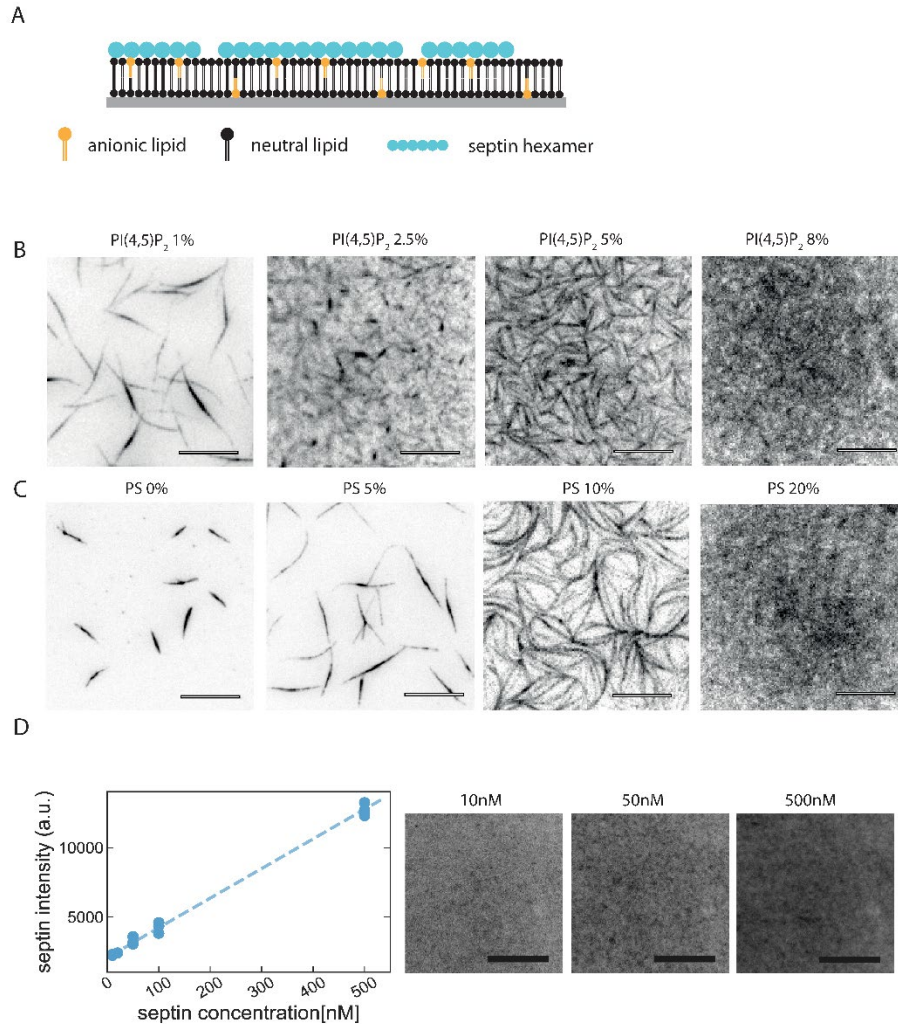 A
anionic lipid
neutral lipid
septin hexamer
B
PI(4,5)P₂ 1%
PI(4,5)P₂ 2.5%
PI(4,5)P₂ 5%
PI(4,5)P₂ 8%
C
PS 0%
PS 5%
PS 10%
PS 20%
D
septin intensity (a.u.)
10000
5000
0
100
200
300
400
500
septin concentration[nM]
10nM
50nM
500nM